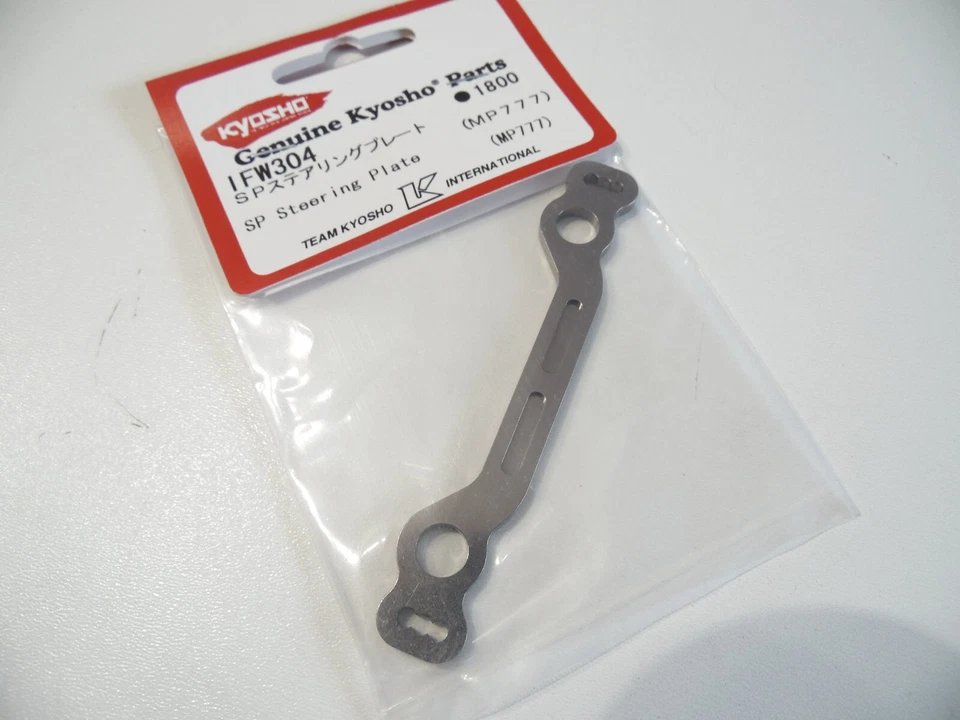 KYOSHO
Genuine Kyosho® Parts
IFW304 ●1800
SPステアリングプレート (MP777)
SP Steering Plate (MP777)
TEAM KYOSHO K INTERNATIONAL